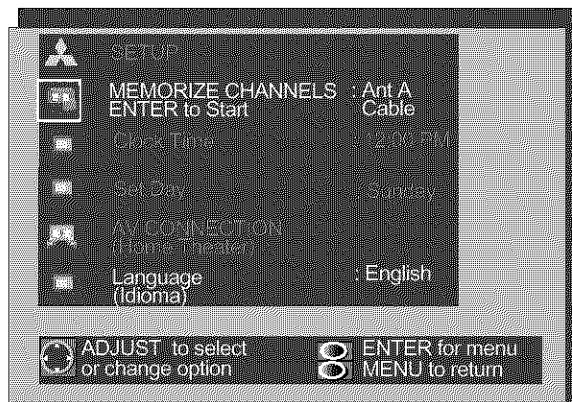 SETUP
MEMORIZE CHANNELS : Ant A
ENTER to Start Cable
Clock Time : 12:00 PM
Set Day : Sunday
AV CONNECTION
(Home Theater)
Language : English
(Idioma)
ADJUST to select
or change option
ENTER for menu
MENU to return